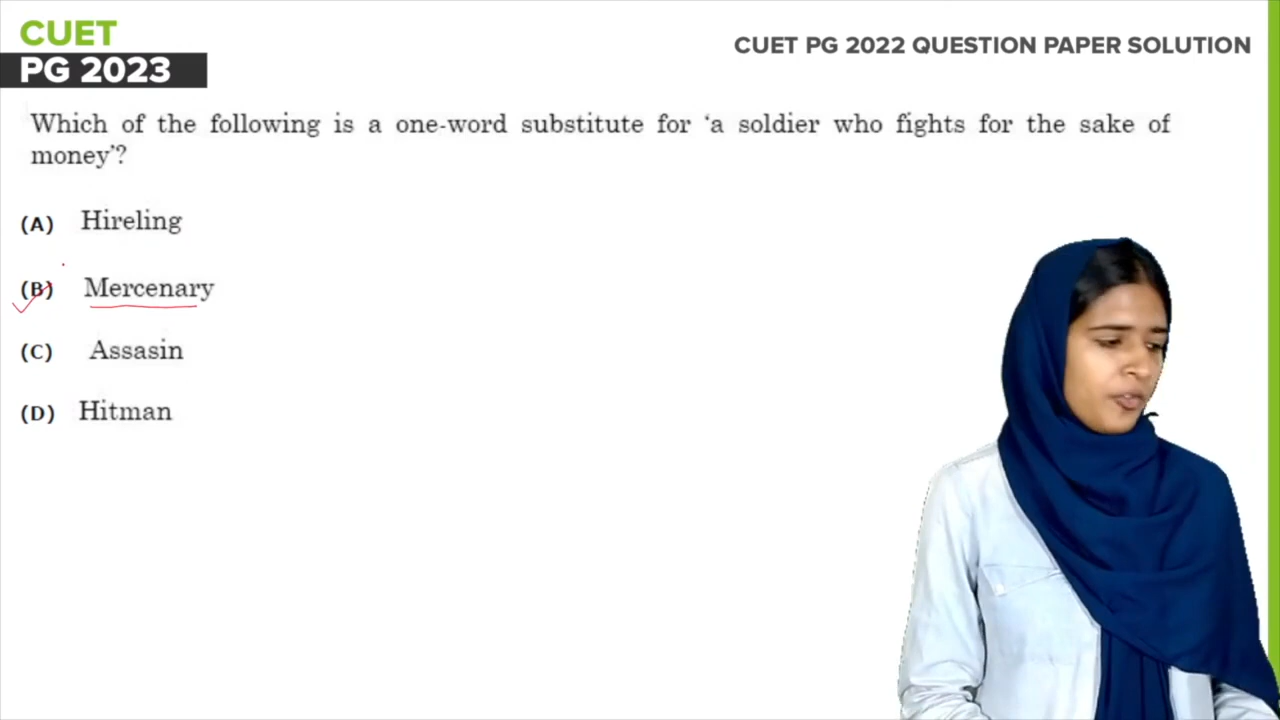 CUET
PG 2023
CUET PG 2022 QUESTION PAPER SOLUTION
Which of the following is a one-word substitute for ‘a soldier who fights for the sake of
money’?
(A) Hireling
(B) Mercenary
(C) Assasin
(D) Hitman